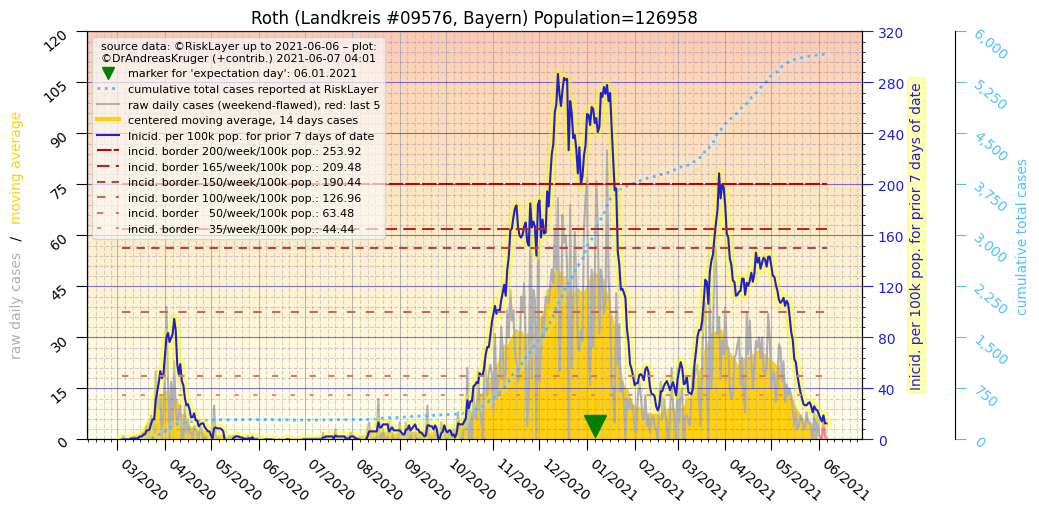 Roth (Landkreis #09576, Bayern) Population=126958
source data: ©RiskLayer up to 2021-06-06 – plot:
©DrAndreasKruger (+contrib.) 2021-06-07 04:01
marker for 'expectation day': 06.01.2021
cumulative total cases reported at RiskLayer
raw daily cases (weekend-flawed), red: last 5
centered moving average, 14 days cases
Inicid. per 100k pop. for prior 7 days of date
incid. border 200/week/100k pop.: 253.92
incid. border 165/week/100k pop.: 209.48
incid. border 150/week/100k pop.: 190.44
incid. border 100/week/100k pop.: 126.96
incid. border   50/week/100k pop.: 63.48
incid. border   35/week/100k pop.: 44.44
raw daily cases / moving average
120
105
90
75
60
45
30
15
0
03/2020
04/2020
05/2020
06/2020
07/2020
08/2020
09/2020
10/2020
11/2020
12/2020
01/2021
02/2021
03/2021
04/2021
05/2021
06/2021
320
280
240
200
160
120
80
40
0
Inicid. per 100k pop. for prior 7 days of date
6,000
5,250
4,500
3,750
3,000
2,250
1,500
750
0
cumulative total cases